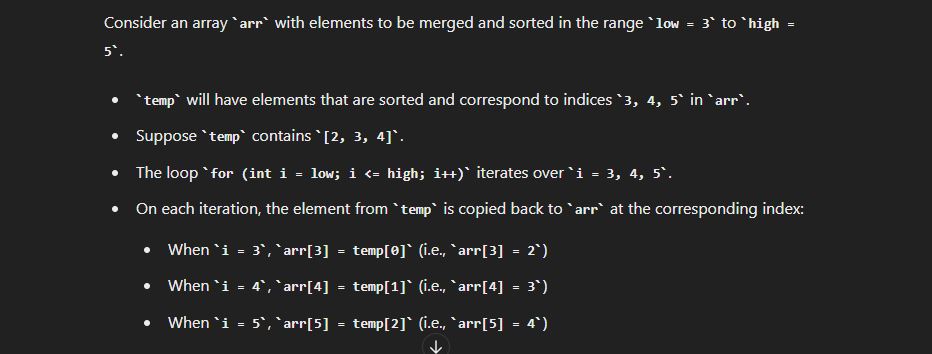 Consider an array `arr` with elements to be merged and sorted in the range `low = 3` to `high =
5`.
• `temp` will have elements that are sorted and correspond to indices `3, 4, 5` in `arr`.
• Suppose `temp` contains `[2, 3, 4]`.
• The loop `for (int i = low; i <= high; i++)` iterates over `i = 3, 4, 5`.
• On each iteration, the element from `temp` is copied back to `arr` at the corresponding index:
• When `i = 3`, `arr[3] = temp[0]` (i.e., `arr[3] = 2`)
• When `i = 4`, `arr[4] = temp[1]` (i.e., `arr[4] = 3`)
• When `i = 5`, `arr[5] = temp[2]` (i.e., `arr[5] = 4`)